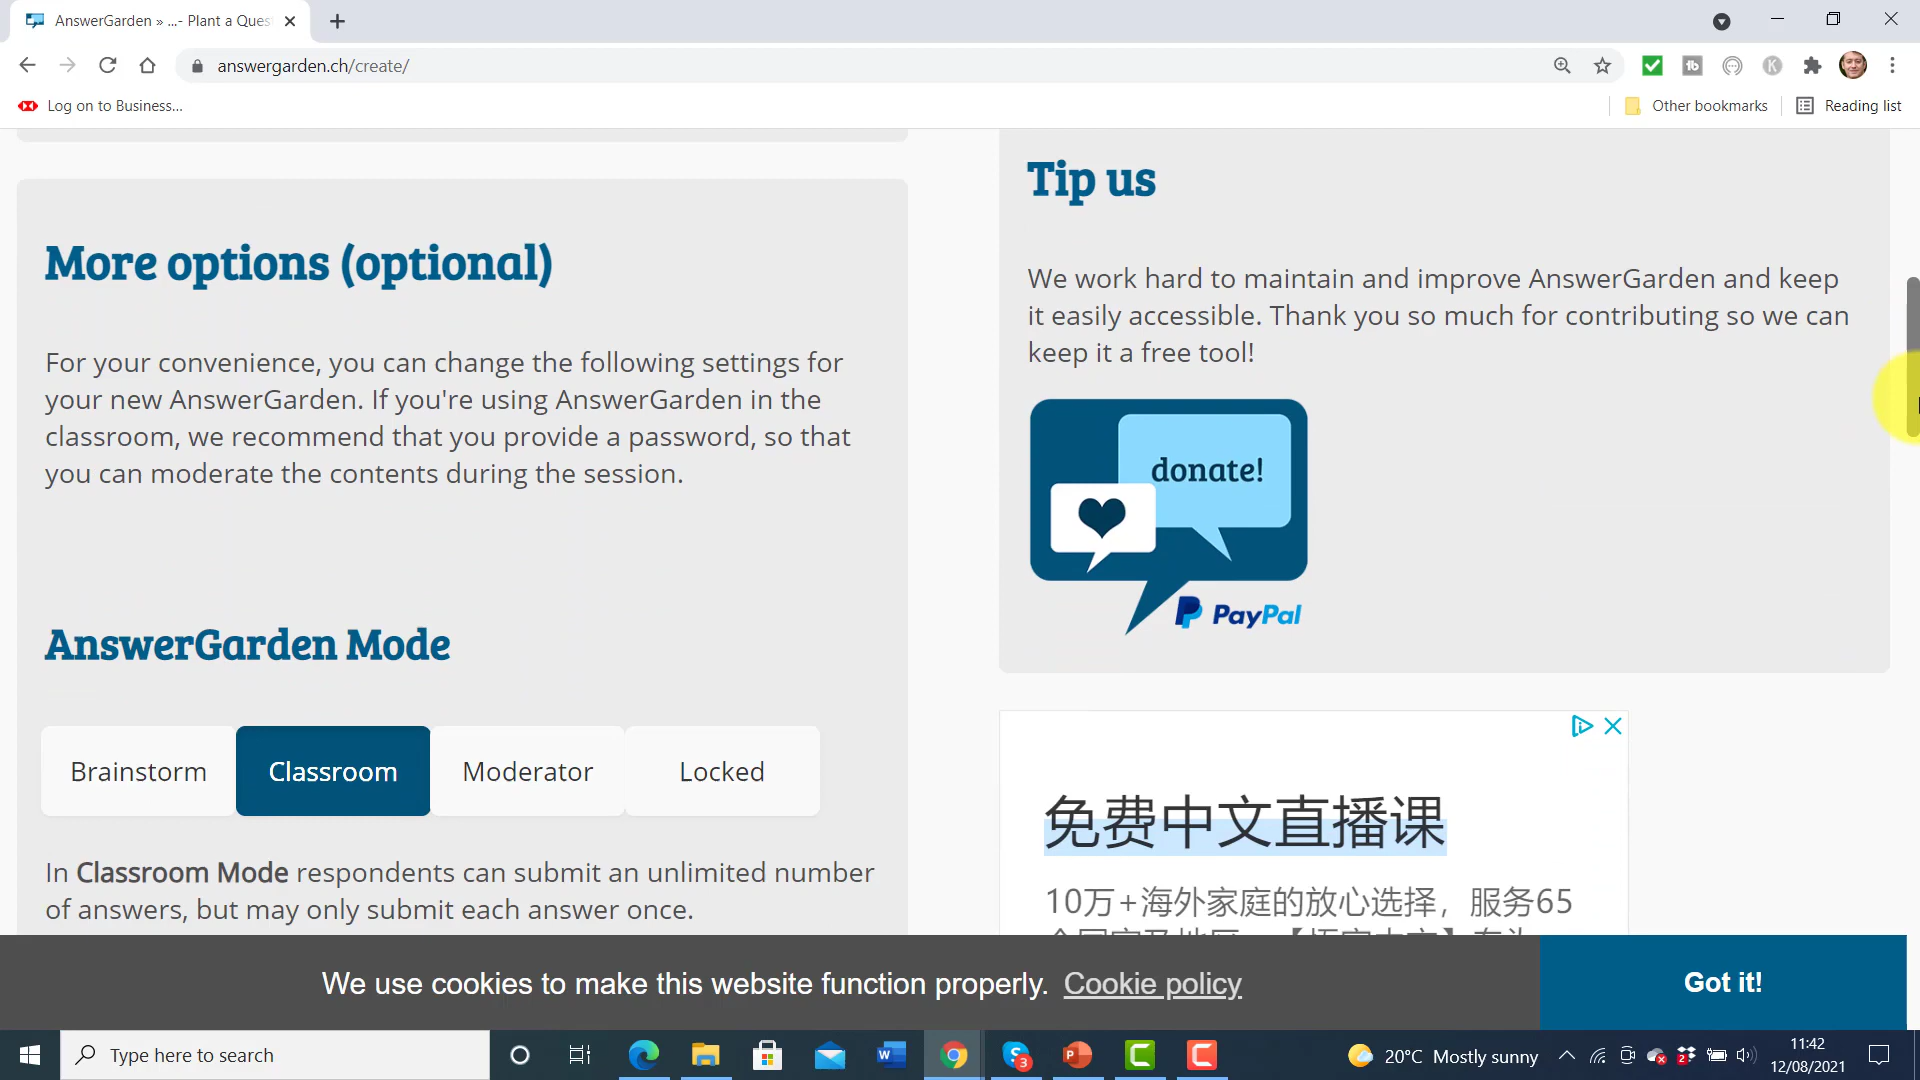 AnswerGarden » ...- Plant a Ques
answergarden.ch/create/
Log on to Business...
Other bookmarks
Reading list
More options (optional)
For your convenience, you can change the following settings for
your new AnswerGarden. If you're using AnswerGarden in the
classroom, we recommend that you provide a password, so that
you can moderate the contents during the session.
AnswerGarden Mode
Brainstorm
Classroom
Moderator
Locked
In Classroom Mode respondents can submit an unlimited number
of answers, but may only submit each answer once.
Tip us
We work hard to maintain and improve AnswerGarden and keep
it easily accessible. Thank you so much for contributing so we can
keep it a free tool!
donate!
PayPal
免费中文直播课
10万+海外家庭的放心选择，服务65
We use cookies to make this website function properly. Cookie policy
Got it!
Type here to search
20°C Mostly sunny
11:42
12/08/2021